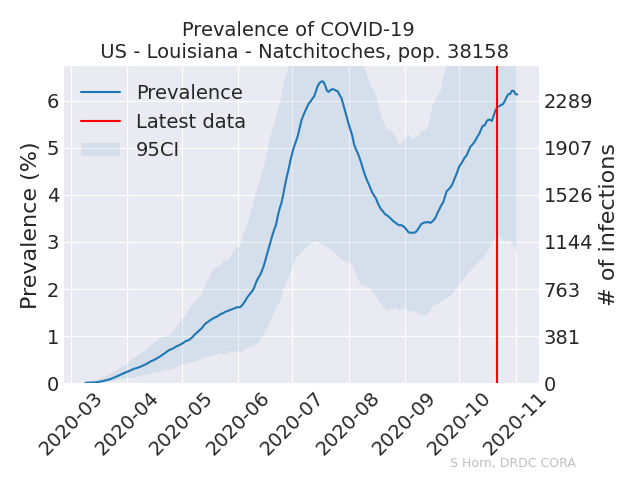 Prevalence of COVID-19
US - Louisiana - Natchitoches, pop. 38158
Prevalence
Latest data
95CI
Prevalence (%)
6
5
4
3
2
1
0
2289
1907
1526
1144
763
381
0
# of infections
2020-03
2020-04
2020-05
2020-06
2020-07
2020-08
2020-09
2020-10
2020-11
S Horn, DRDC CORA